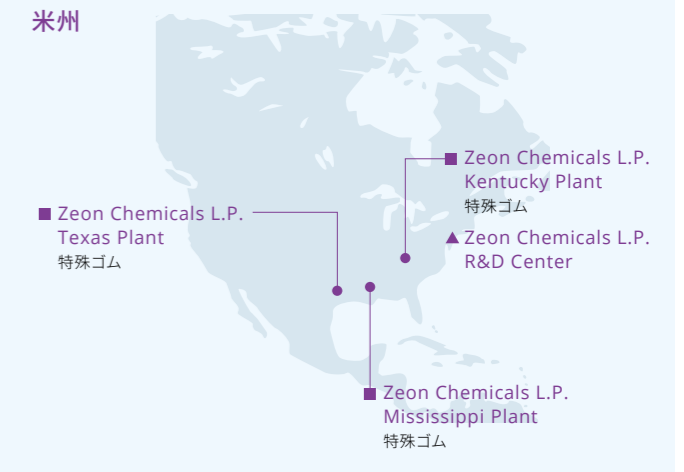 米州
■ Zeon Chemicals L.P.
Kentucky Plant
特殊ゴム
▲ Zeon Chemicals L.P.
R&D Center
■ Zeon Chemicals L.P.
Texas Plant
特殊ゴム
■ Zeon Chemicals L.P.
Mississippi Plant
特殊ゴム